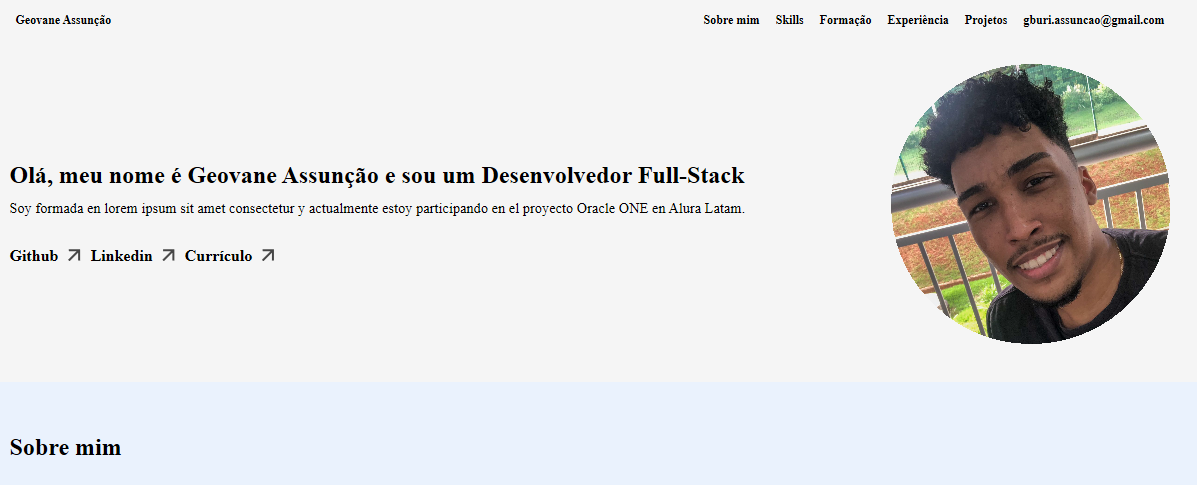 Geovane Assunção
Sobre mim Skills Formação Experiência Projetos gburi.assuncao@gmail.com
Olá, meu nome é Geovane Assunção e sou um Desenvolvedor Full-Stack
Soy formada en lorem ipsum sit amet consectetur y actualmente estoy participando en el proyecto Oracle ONE en Alura Latam.
Github Linkedin Currículo
Sobre mim